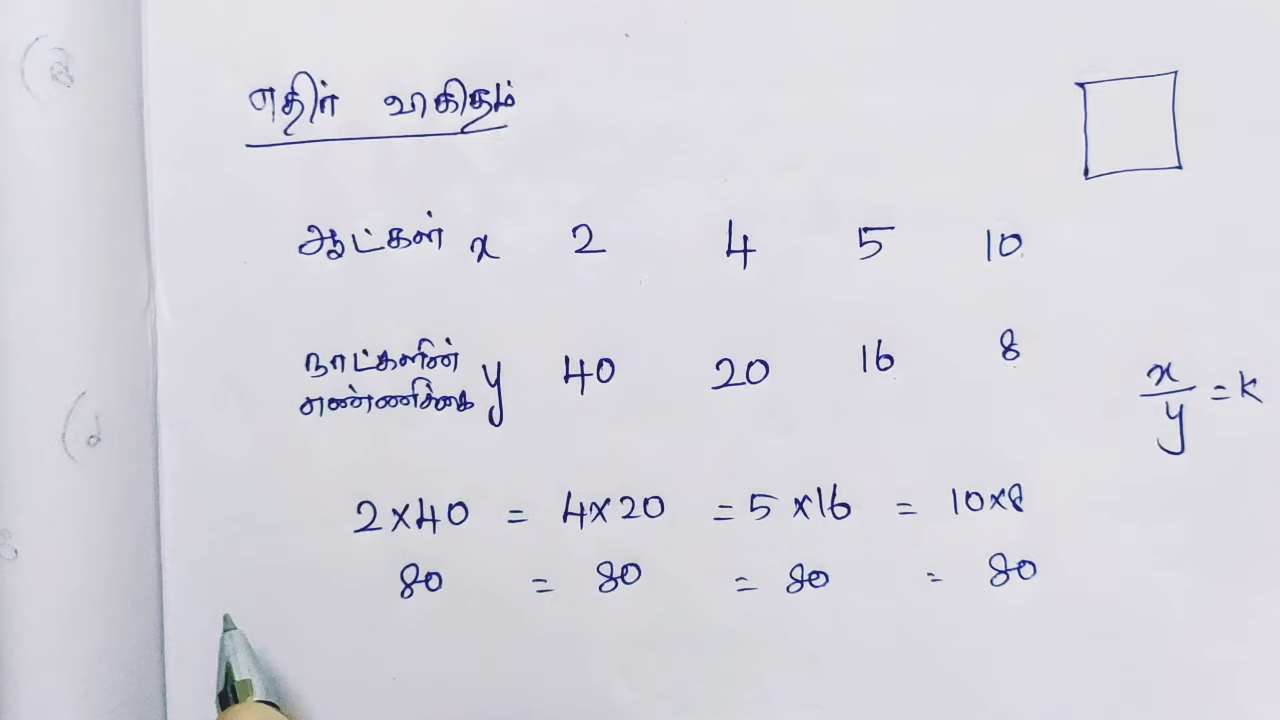 எதிர் விகிதம்
ஆட்கள் x 2 4 5 10
நாட்களின் எண்ணிக்கை y 40 20 16 8
x/y = k
2×40 = 4×20 = 5×16 = 10×8
80 = 80 = 80 = 80